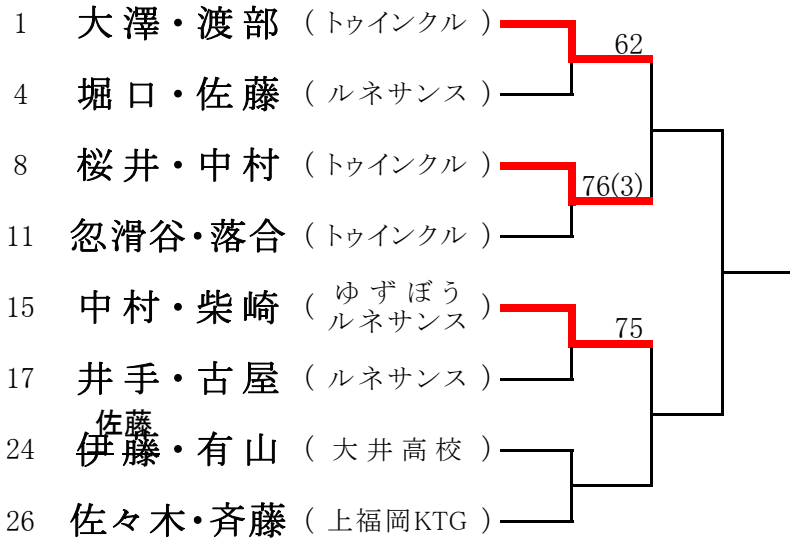 1 大澤・渡部 ( トゥインクル )
62
4 堀口・佐藤 ( ルネサンス )
8 桜井・中村 ( トゥインクル )
76(3)
11 忽滑谷・落合 ( トゥインクル )
15 中村・柴崎 ( ゆずぼう
ルネサンス )
75
17 井手・古屋 ( ルネサンス )
佐藤
24 伊藤・有山 ( 大井高校 )
26 佐々木・斉藤 ( 上福岡KTG )